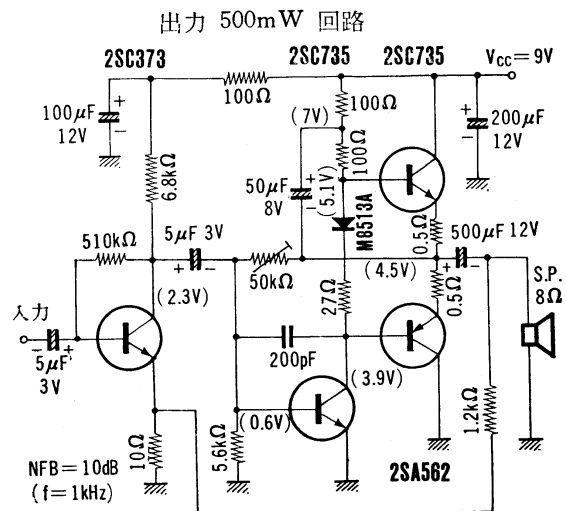 出力 500mW 回路
2SC373
2SC735
2SC735
Vcc=9V
100Ω
100μF
12V
+
−
6.8kΩ
(7V)
100Ω
100Ω
+
−
200μF
12V
50μF
8V
+
−
(5.1V)
M8513A
0.5Ω
500μF 12V
+
−
510kΩ
5μF 3V
+
−
50kΩ
(4.5V)
0.5Ω
S.P.
8Ω
(2.3V)
27Ω
入力
−
+
5μF
3V
200pF
(3.9V)
(0.6V)
1.2kΩ
10Ω
5.6kΩ
2SA562
NFB=10dB
(f=1kHz)